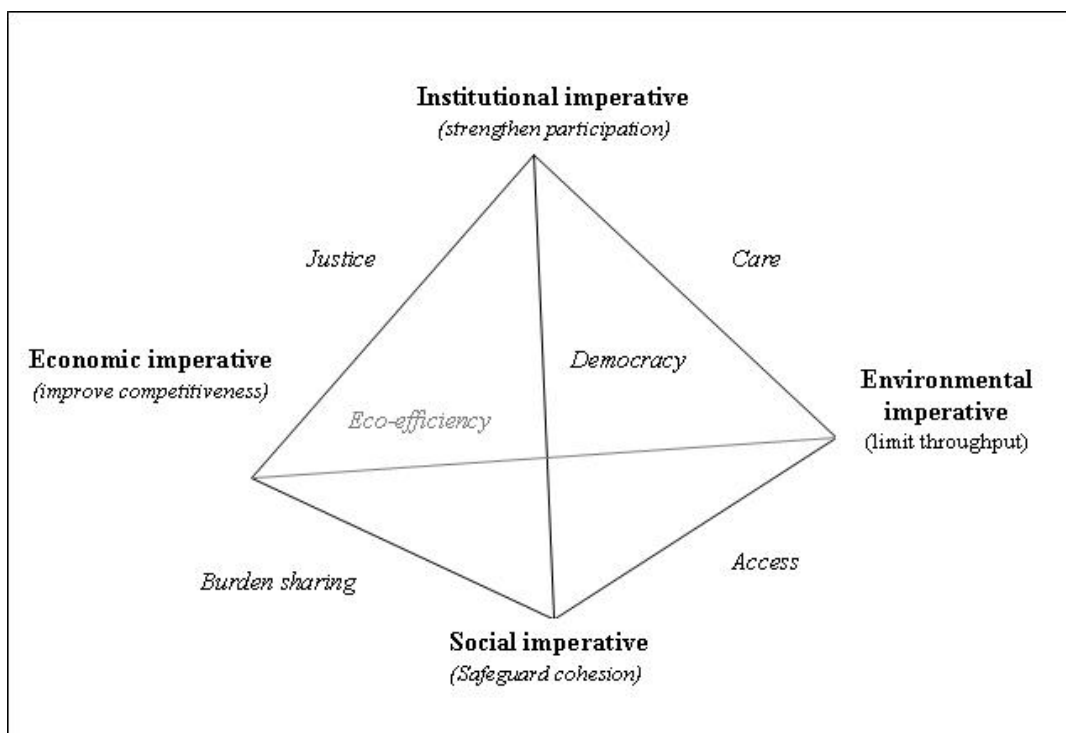 Institutional imperative
(strengthen participation)
Justice
Care
Economic imperative
(improve competitiveness)
Democracy
Environmental
imperative
(limit throughput)
Eco-efficiency
Access
Burden sharing
Social imperative
(Safeguard cohesion)